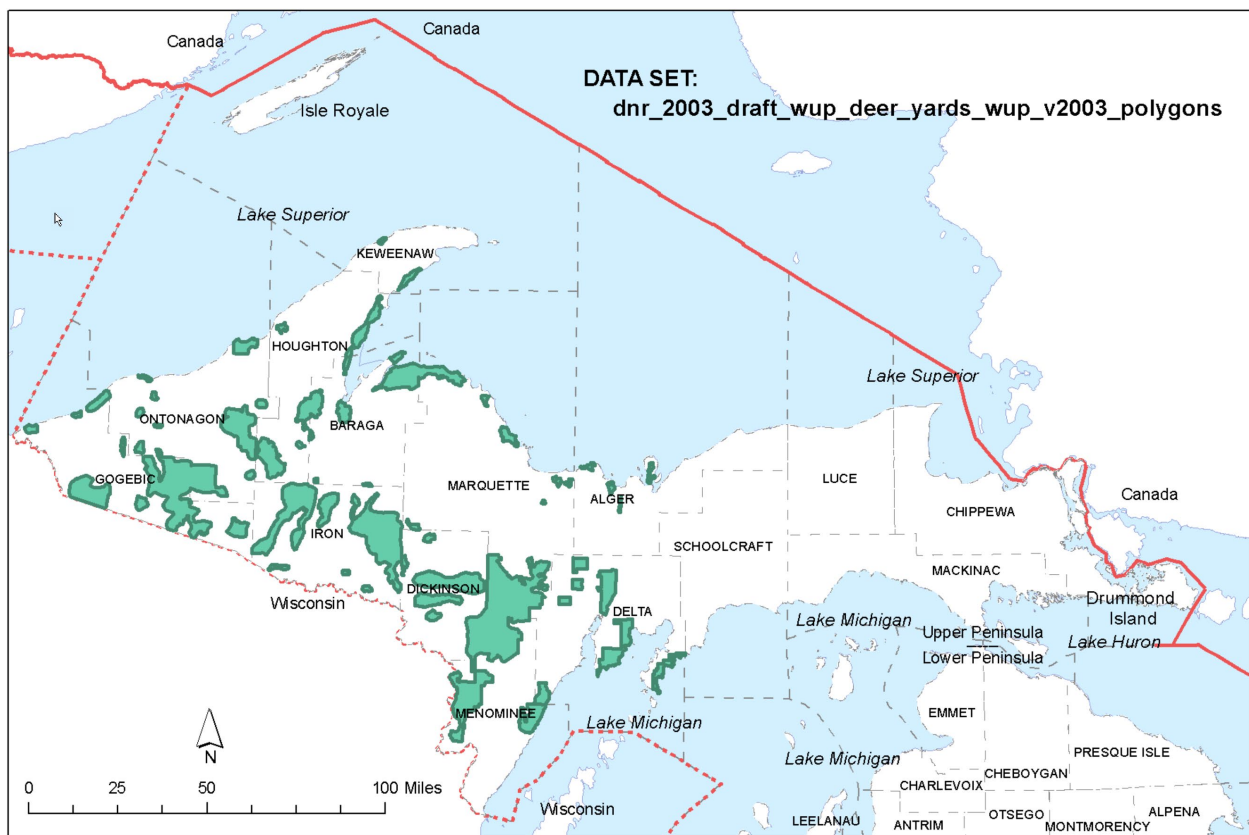 Canada
Canada
DATA SET:
dnr_2003_draft_wup_deer_yards_wup_v2003_polygons
Isle Royale
Lake Superior
KEWEENAW
HOUGHTON
Lake Superior
ONTONAGON
BARAGA
GOGEBIC
MARQUETTE
ALGER
LUCE
CHIPPEWA
Canada
IRON
SCHOOLCRAFT
MACKINAC
DICKINSON
Wisconsin
DELTA
Drummond
Island
Lake Michigan
Upper Peninsula
Lower Peninsula
Lake Huron
MENOMINEE
Lake Michigan
EMMET
N
Lake Michigan
PRESQUE ISLE
CHEBOYGAN
CHARLEVOIX
0 25 50 100 Miles
Wisconsin
LEELANAU
ANTRIM
OTSEGO
MONTMORENCY
ALPENA